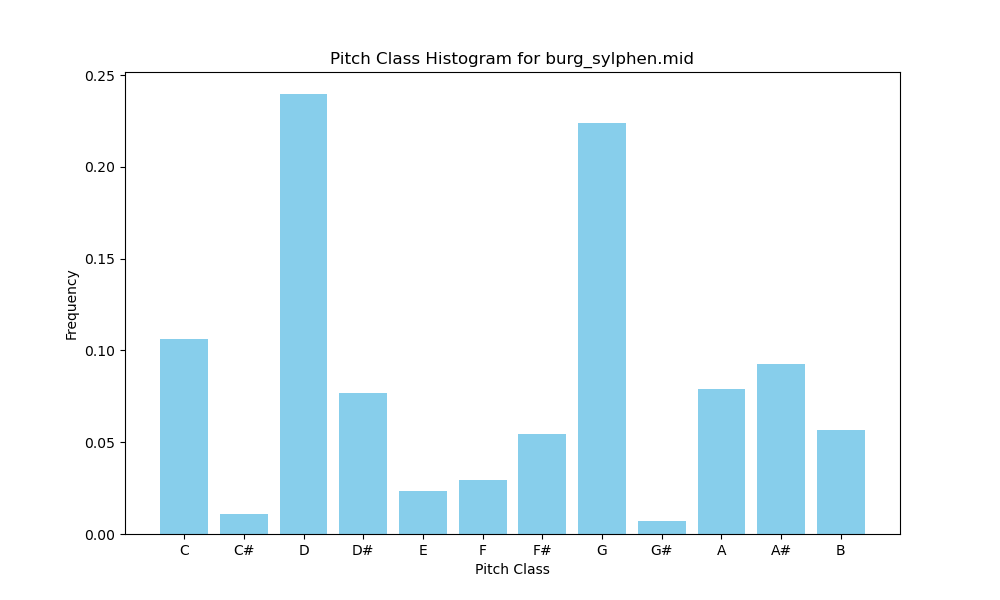 Pitch Class Histogram for burg_sylphen.mid
Frequency
0.25
0.20
0.15
0.10
0.05
0.00
C C# D D# E F F# G G# A A# B
Pitch Class